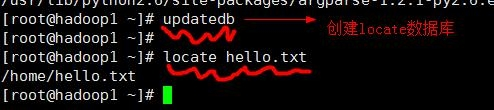 /usr/lib/python2.6/site-packages/argparse-1.2.1-py2.6.e
[root@hadoop1 ~]# updatedb 创建locate数据库
[root@hadoop1 ~]#
[root@hadoop1 ~]# locate hello.txt
/home/hello.txt
[root@hadoop1 ~]#